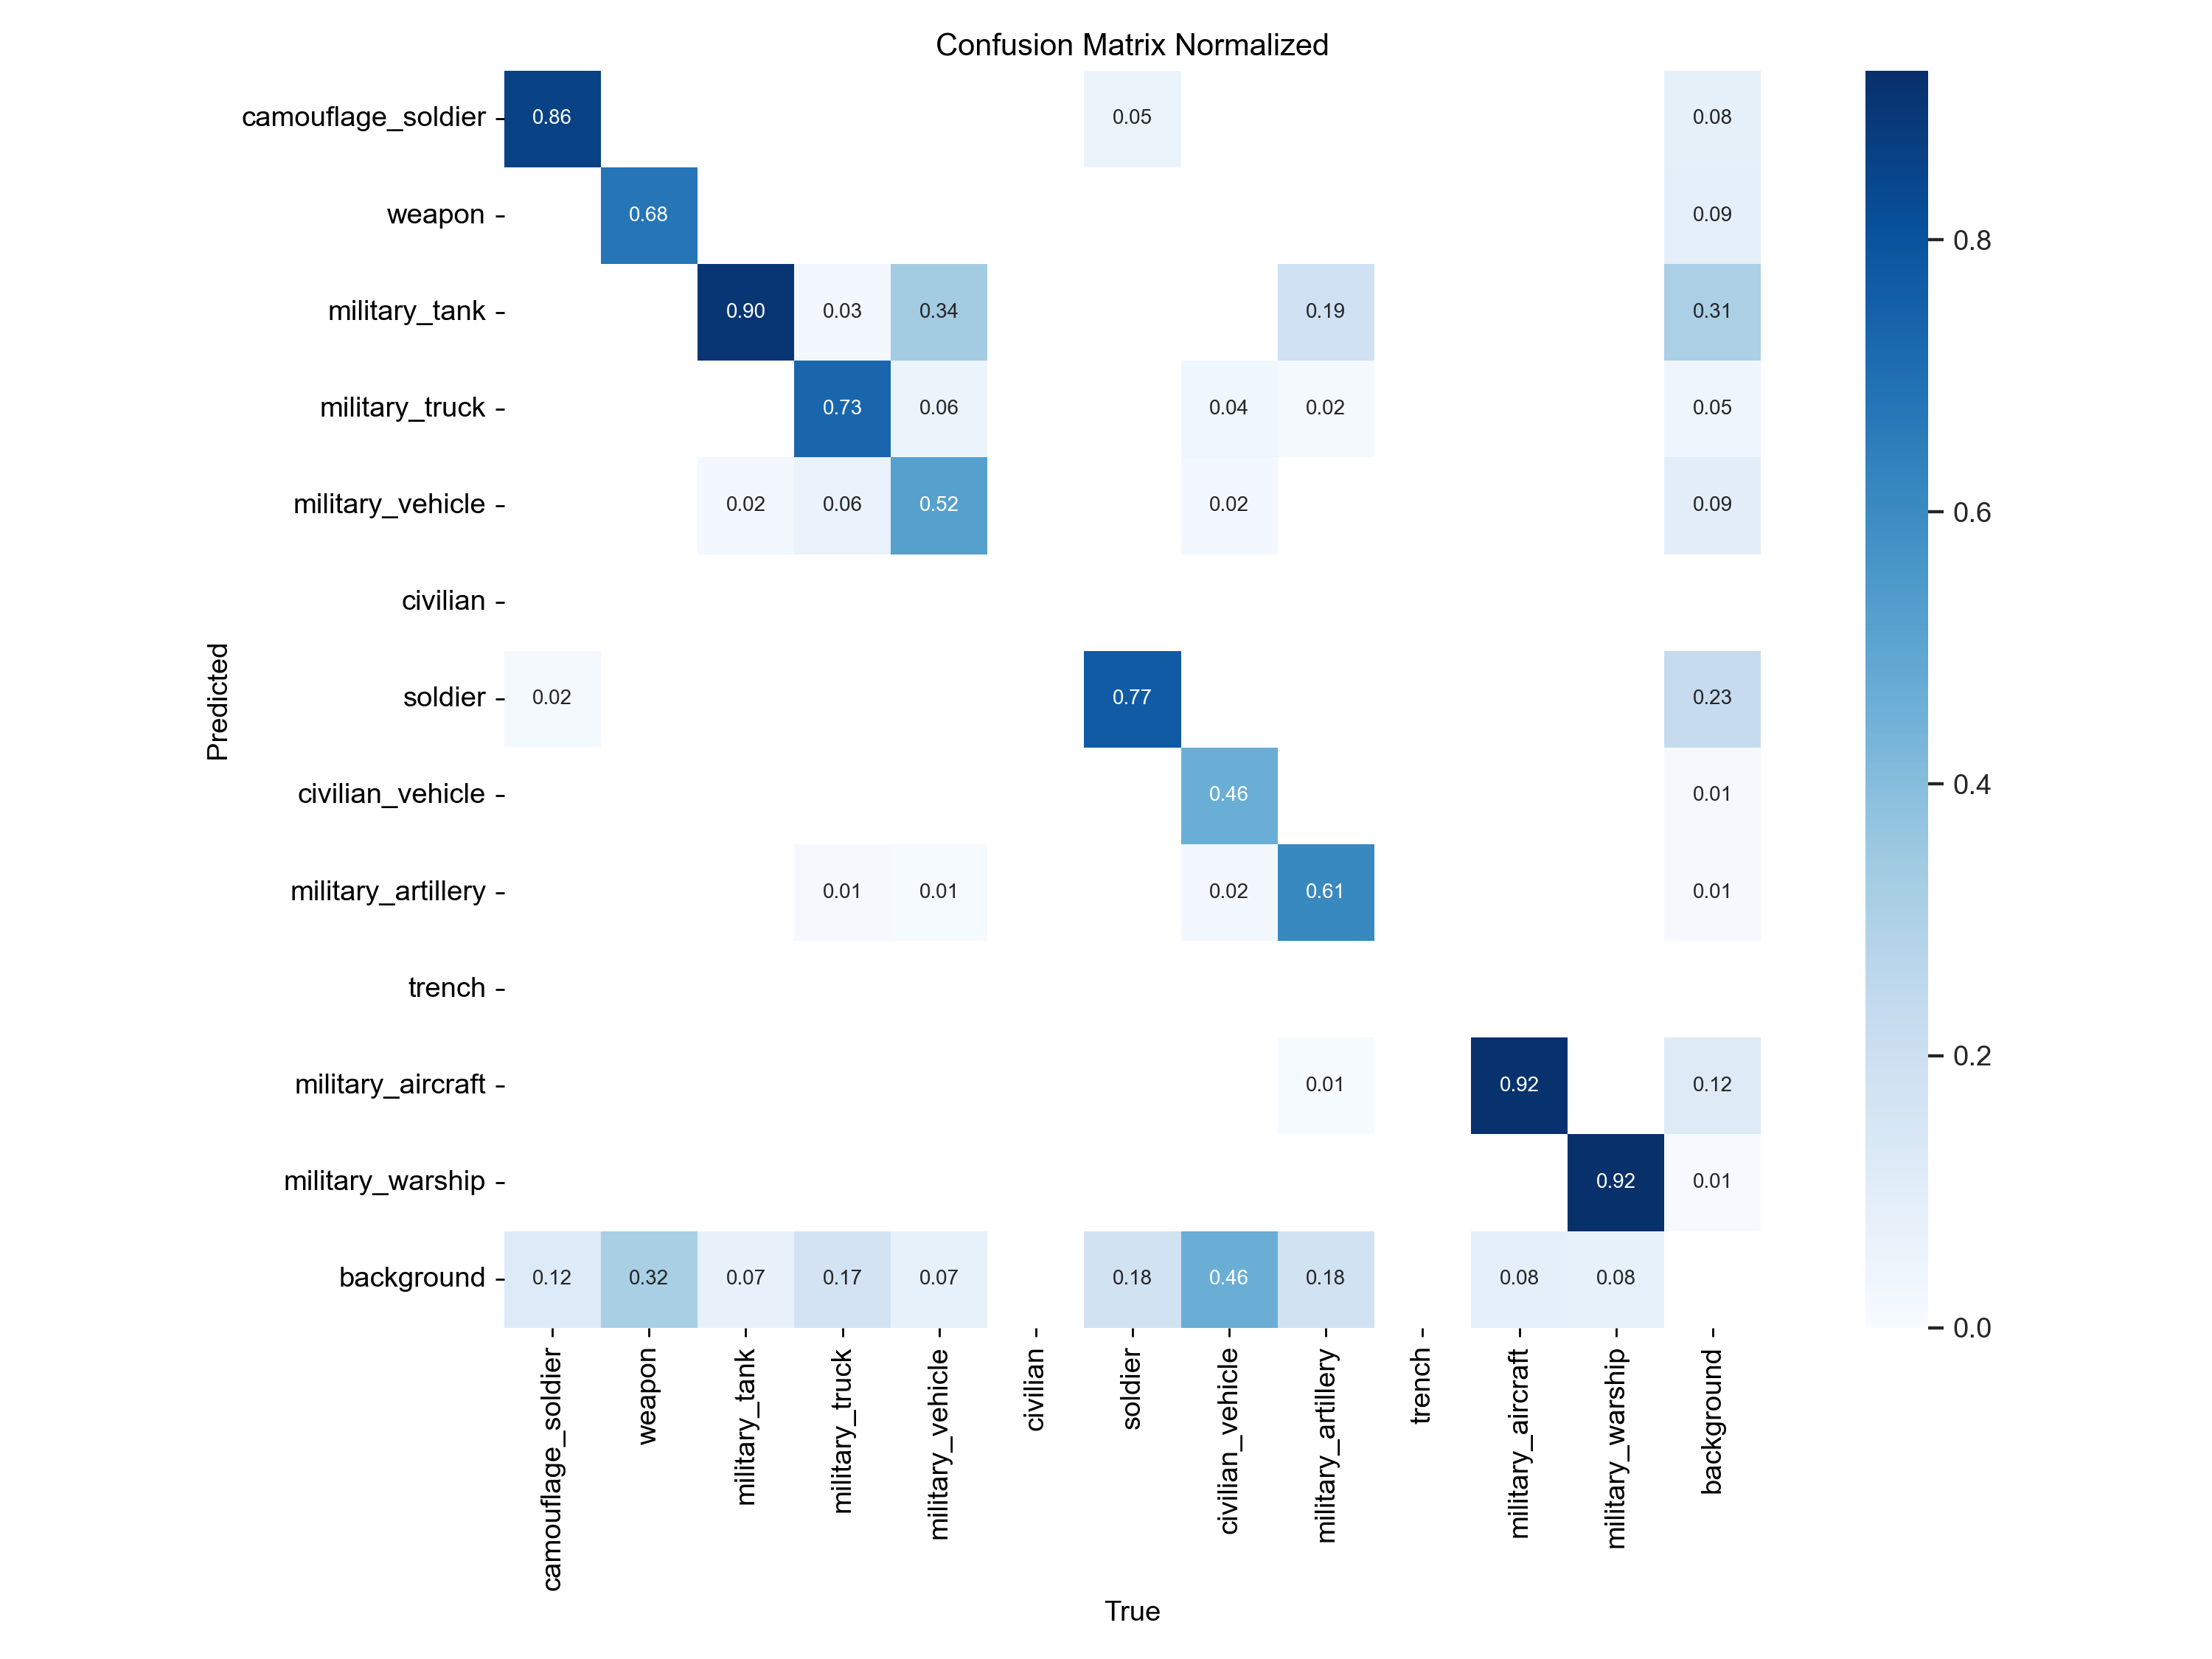 Confusion Matrix Normalized
camouflage_soldier 0.86 0.05 0.08
weapon 0.68 0.09 0.8
military_tank 0.90 0.03 0.34 0.19 0.31
military_truck 0.73 0.06 0.04 0.02 0.05
military_vehicle 0.02 0.06 0.52 0.02 0.09 0.6
civilian
Predicted
soldier 0.02 0.77 0.23
civilian_vehicle 0.46 0.01 0.4
military_artillery 0.01 0.01 0.02 0.61 0.01
trench
military_aircraft 0.01 0.92 0.12 0.2
military_warship 0.92 0.01
background 0.12 0.32 0.07 0.17 0.07 0.18 0.46 0.18 0.08 0.08
0.0
camouflage_soldier
weapon
military_tank
military_truck
military_vehicle
civilian
soldier
civilian_vehicle
military_artillery
trench
military_aircraft
military_warship
background
True